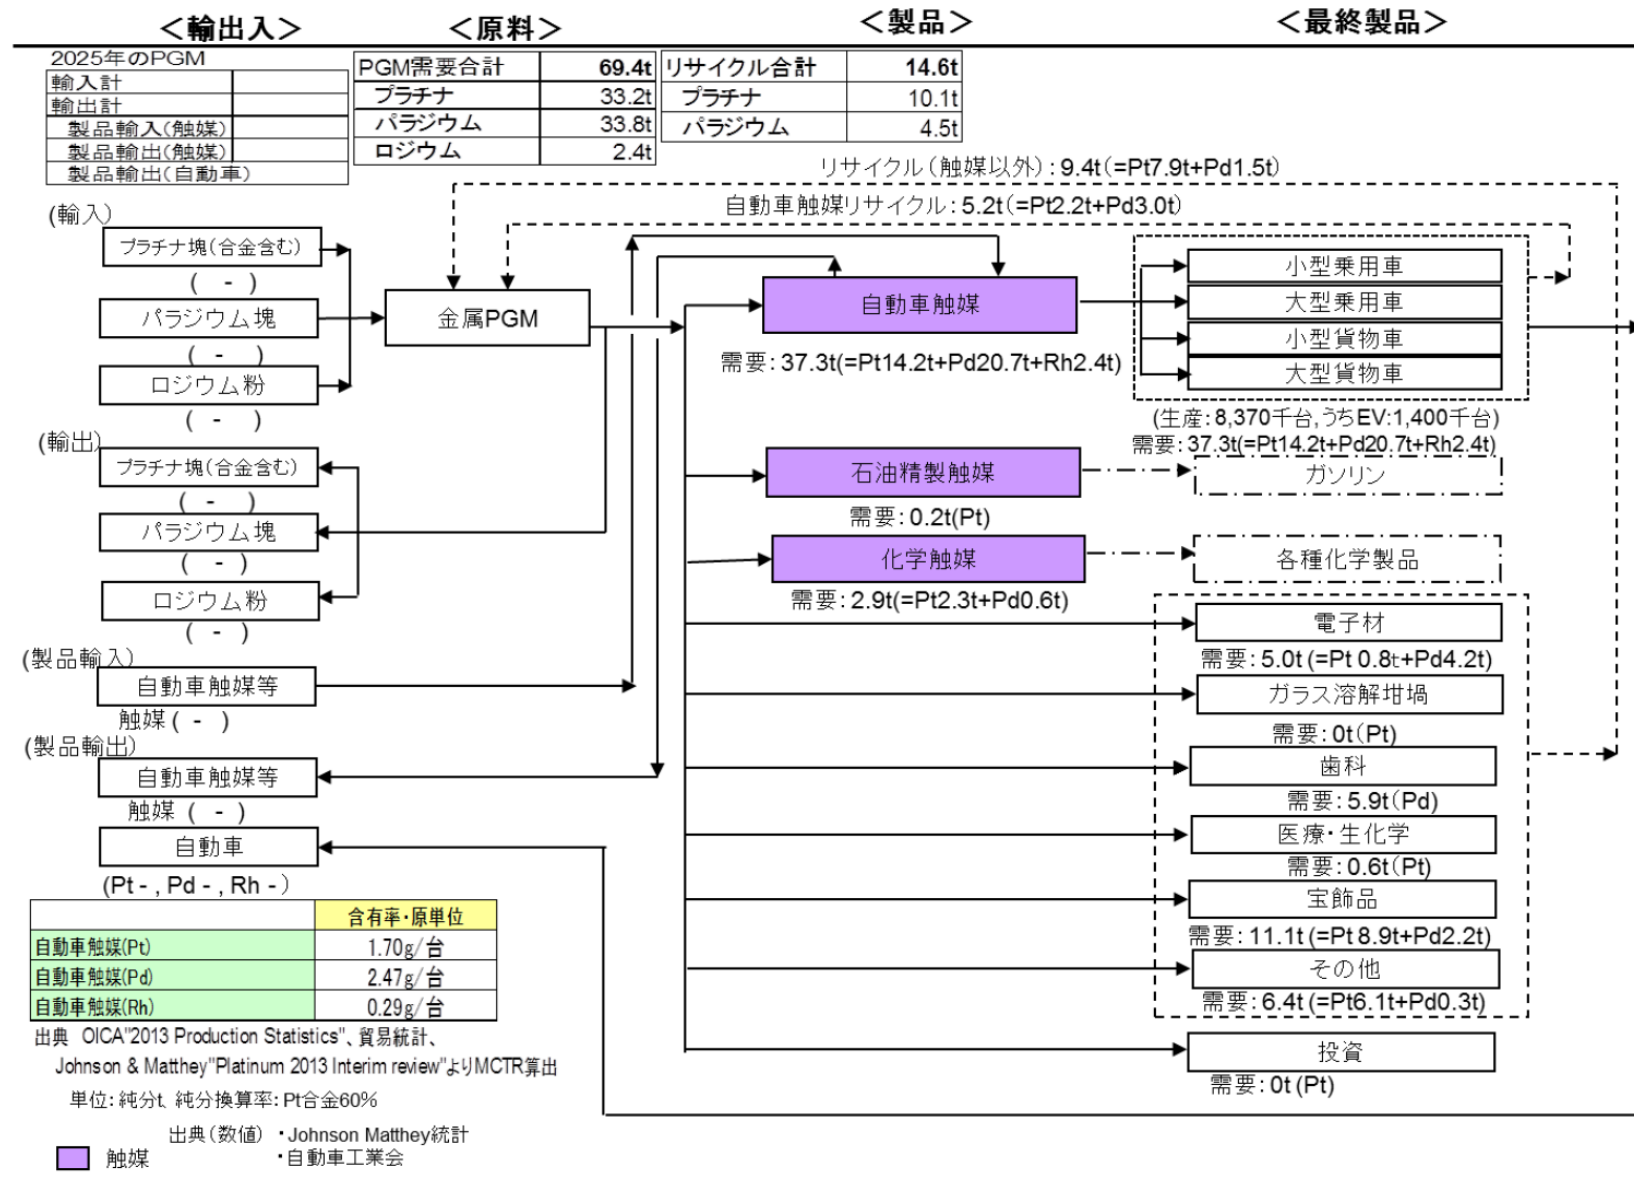 ＜輸出入＞
＜原料＞
＜製品＞
＜最終製品＞
2025年のPGM
輸入計
輸出計
製品輸入(触媒)
製品輸出(触媒)
製品輸出(自動車)
PGM需要合計 69.4t
プラチナ 33.2t
パラジウム 33.8t
ロジウム 2.4t
リサイクル合計 14.6t
プラチナ 10.1t
パラジウム 4.5t
リサイクル(触媒以外)：9.4t(=Pt7.9t+Pd1.5t)
自動車触媒リサイクル：5.2t(=Pt2.2t+Pd3.0t)
(輸入)
プラチナ塊(合金含む)
( - )
パラジウム塊
( - )
ロジウム粉
( - )
(輸出)
プラチナ塊(合金含む)
( - )
パラジウム塊
( - )
ロジウム粉
( - )
(製品輸入)
自動車触媒等
触媒( - )
(製品輸出)
自動車触媒等
触媒 ( - )
自動車
(Pt - , Pd - , Rh - )
金属PGM
自動車触媒
需要：37.3t(=Pt14.2t+Pd20.7t+Rh2.4t)
石油精製触媒
需要：0.2t(Pt)
化学触媒
需要：2.9t(=Pt2.3t+Pd0.6t)
小型乗用車
大型乗用車
小型貨物車
大型貨物車
(生産：8,370千台,うちEV:1,400千台)
需要：37.3t(=Pt14.2t+Pd20.7t+Rh2.4t)
ガソリン
各種化学製品
電子材
需要：5.0t (=Pt 0.8t+Pd4.2t)
ガラス溶解坩堝
需要：0t(Pt)
歯科
需要：5.9t(Pd)
医療・生化学
需要：0.6t(Pt)
宝飾品
需要：11.1t (=Pt 8.9t+Pd2.2t)
その他
需要：6.4t (=Pt6.1t+Pd0.3t)
投資
需要：0t (Pt)
含有率・原単位
自動車触媒(Pt) 1.70g/台
自動車触媒(Pd) 2.47g/台
自動車触媒(Rh) 0.29g/台
出典 OICA"2013 Production Statistics"、貿易統計、
Johnson & Matthey"Platinum 2013 Interim review"よりMCTR算出
単位：純分t、純分換算率：Pt合金60%
出典(数値) ・Johnson Matthey統計
・自動車工業会
触媒